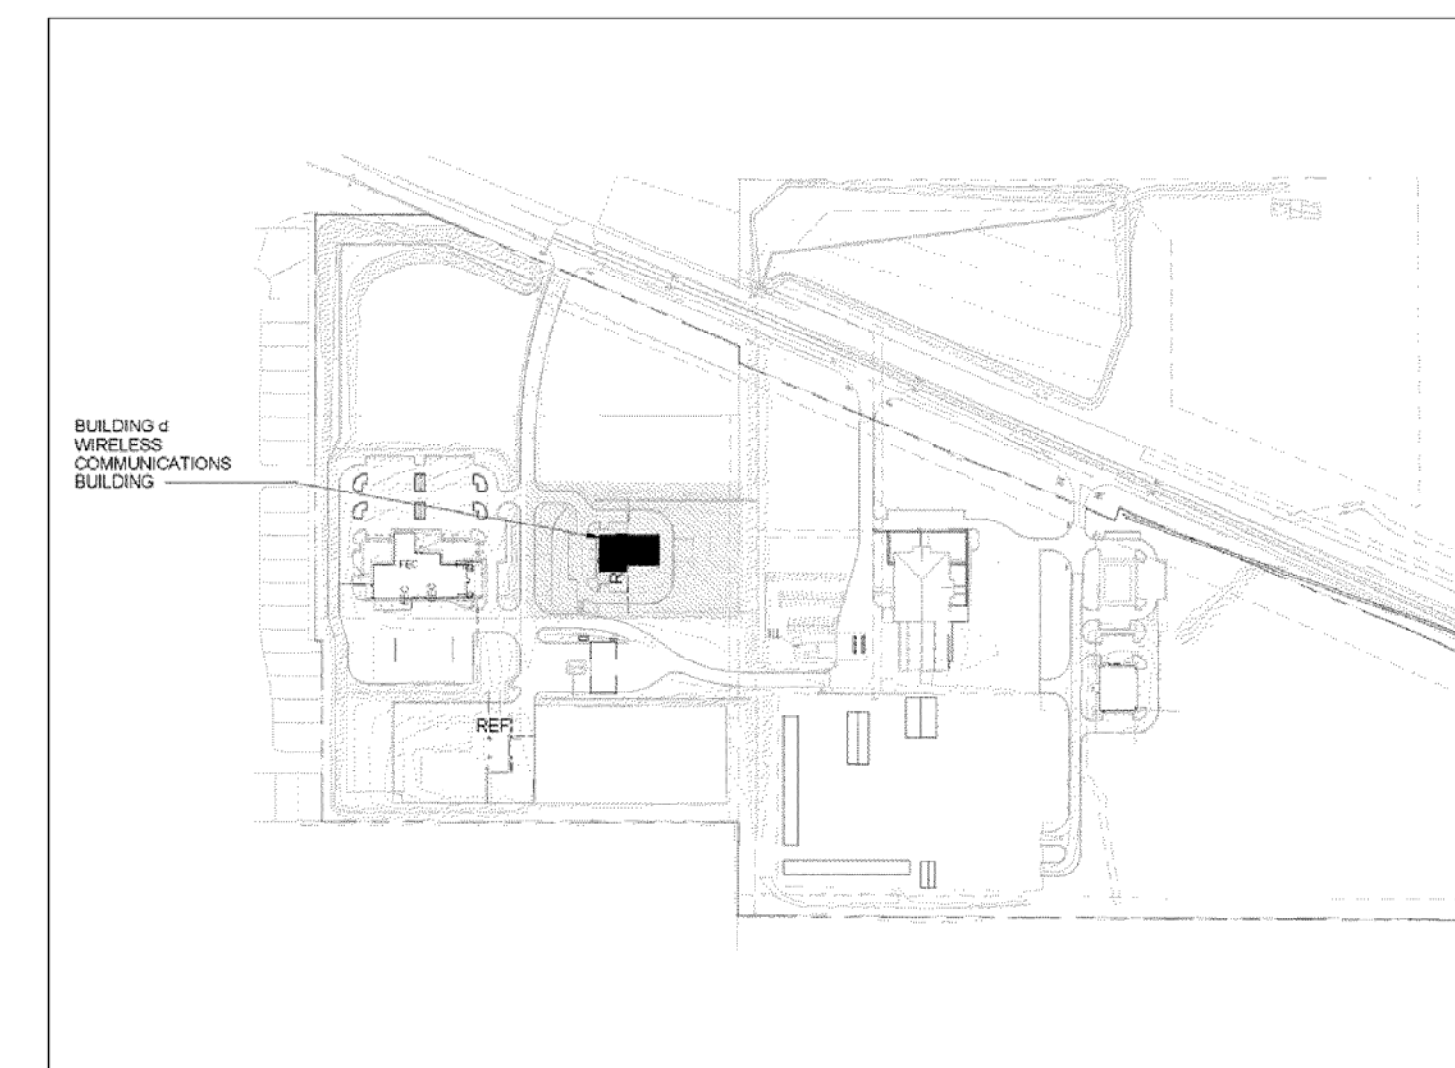 BUILDING d
WIRELESS
COMMUNICATIONS
BUILDING
FEC
R
REF